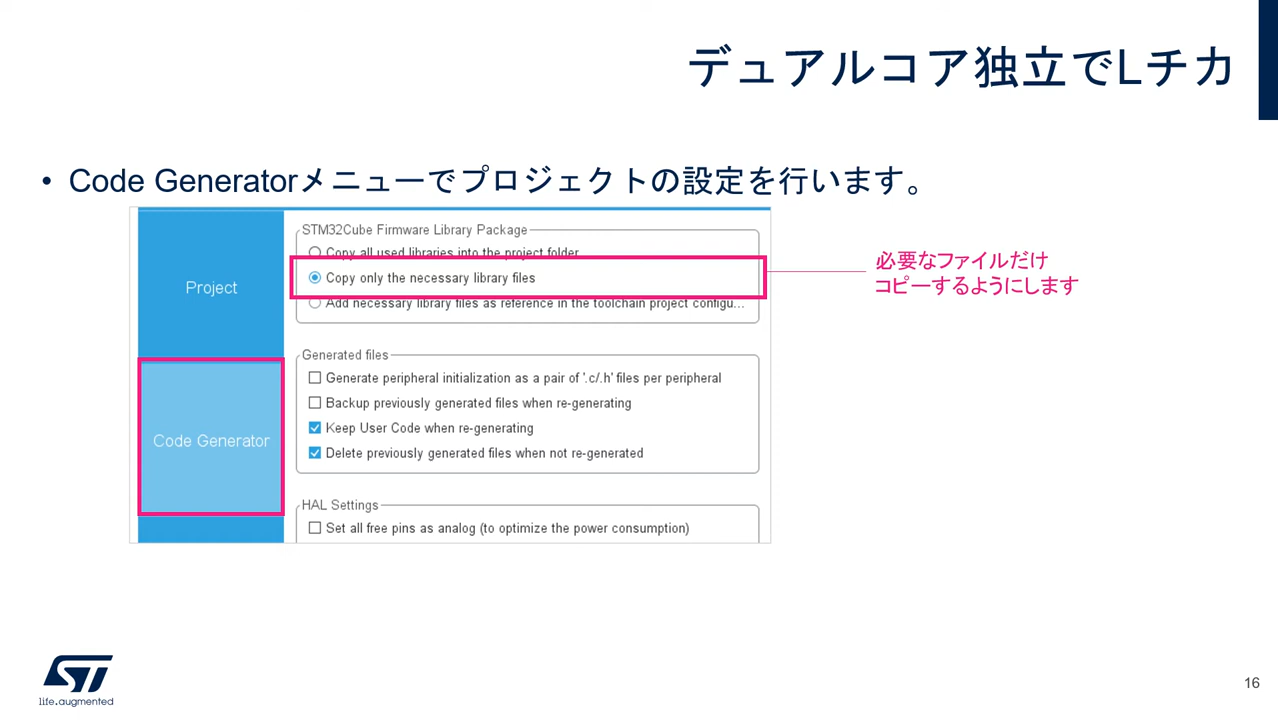 デュアルコア独立でLチカ
• Code Generatorメニューでプロジェクトの設定を行います。
Project
Code Generator
STM32Cube Firmware Library Package
Copy all used libraries into the project folder
Copy only the necessary library files
Add necessary library files as reference in the toolchain project configu...
Generated files
Generate peripheral initialization as a pair of '.c/.h' files per peripheral
Backup previously generated files when re-generating
Keep User Code when re-generating
Delete previously generated files when not re-generated
HAL Settings
Set all free pins as analog (to optimize the power consumption)
必要なファイルだけ
コピーするようにします
ST
life.augmented
16